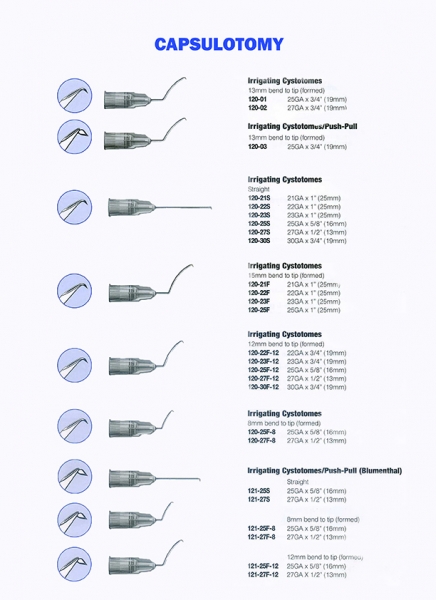 CAPSULOTOMY
Irrigating Cystotomes
13mm bend to tip (formed)
120-01 25GA x 3/4" (19mm)
120-02 27GA x 3/4" (19mm)
Irrigating Cystotomes/Push-Pull
13mm bend to tip (formed)
120-03 25GA x 3/4" (19mm)
Irrigating Cystotomes
Straight
120-21S 21GA x 1" (25mm)
120-22S 22GA x 1" (25mm)
120-23S 23GA x 1" (25mm)
120-25S 25GA x 5/8" (16mm)
120-27S 27GA x 1/2" (13mm)
120-30S 30GA x 3/4" (19mm)
Irrigating Cystotomes
15mm bend to tip (formed)
120-21F 21GA x 1" (25mm)
120-22F 22GA x 1" (25mm)
120-23F 23GA x 1" (25mm)
120-25F 25GA x 1" (25mm)
Irrigating Cystotomes
12mm bend to tip (formed)
120-22F-12 22GA x 3/4" (19mm)
120-23F-12 23GA x 3/4" (19mm)
120-25F-12 25GA x 5/8" (16mm)
120-27F-12 27GA x 1/2" (13mm)
120-30F-12 30GA x 3/4" (19mm)
Irrigating Cystotomes
8mm bend to tip (formed)
120-25F-8 25GA x 5/8" (16mm)
120-27F-8 27GA x 1/2" (13mm)
Irrigating Cystotomes/Push-Pull (Blumenthal)
Straight
121-25S 25GA x 5/8" (16mm)
121-27S 27GA x 1/2" (13mm)
8mm bend to tip (formed)
121-25F-8 25GA x 5/8" (16mm)
121-27F-8 27GA x 1/2" (13mm)
12mm bend to tip (formed)
121-25F-12 25GA x 5/8" (16mm)
121-27F-12 27GA X 1/2" (13mm)